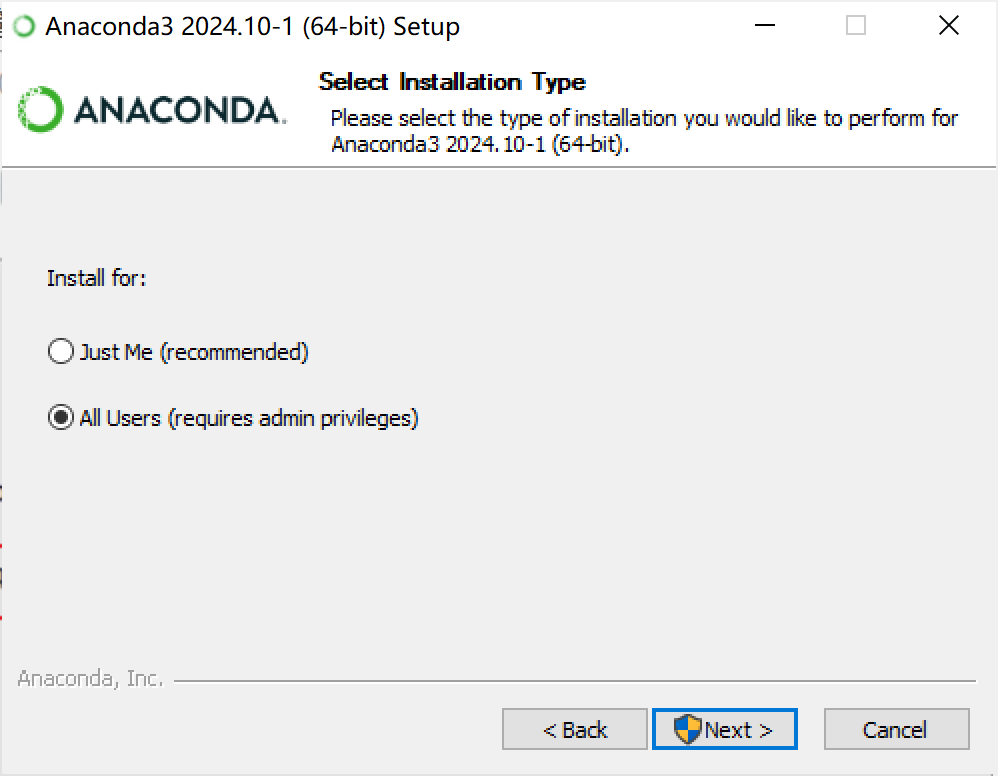 Anaconda3 2024.10-1 (64-bit) Setup
ANACONDA.
Select Installation Type
Please select the type of installation you would like to perform for
Anaconda3 2024.10-1 (64-bit).
Install for:
Just Me (recommended)
All Users (requires admin privileges)
Anaconda, Inc.
< Back
Next >
Cancel